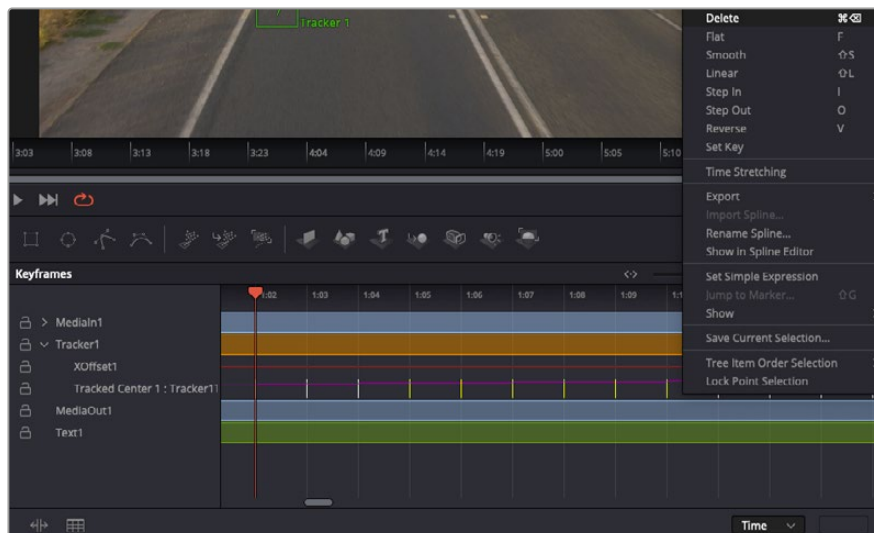 Tracker 1
3:03 3:08 3:13 3:18 3:23 4:04 4:09 4:14 4:19 5:00 5:05 5:10
Delete ⌘⌫
Flat F
Smooth ⇧S
Linear ⇧L
Step In I
Step Out O
Reverse V
Set Key
Time Stretching
Export
Import Spline...
Rename Spline...
Show in Spline Editor
Set Simple Expression
Jump to Marker... ⇧G
Show
Save Current Selection...
Tree Item Order Selection
Lock Point Selection
Keyframes
1:02 1:03 1:04 1:05 1:06 1:07 1:08 1:09
MediaIn1
Tracker1
XOffset1
Tracked Center 1 : Tracker1
MediaOut1
Text1
Time